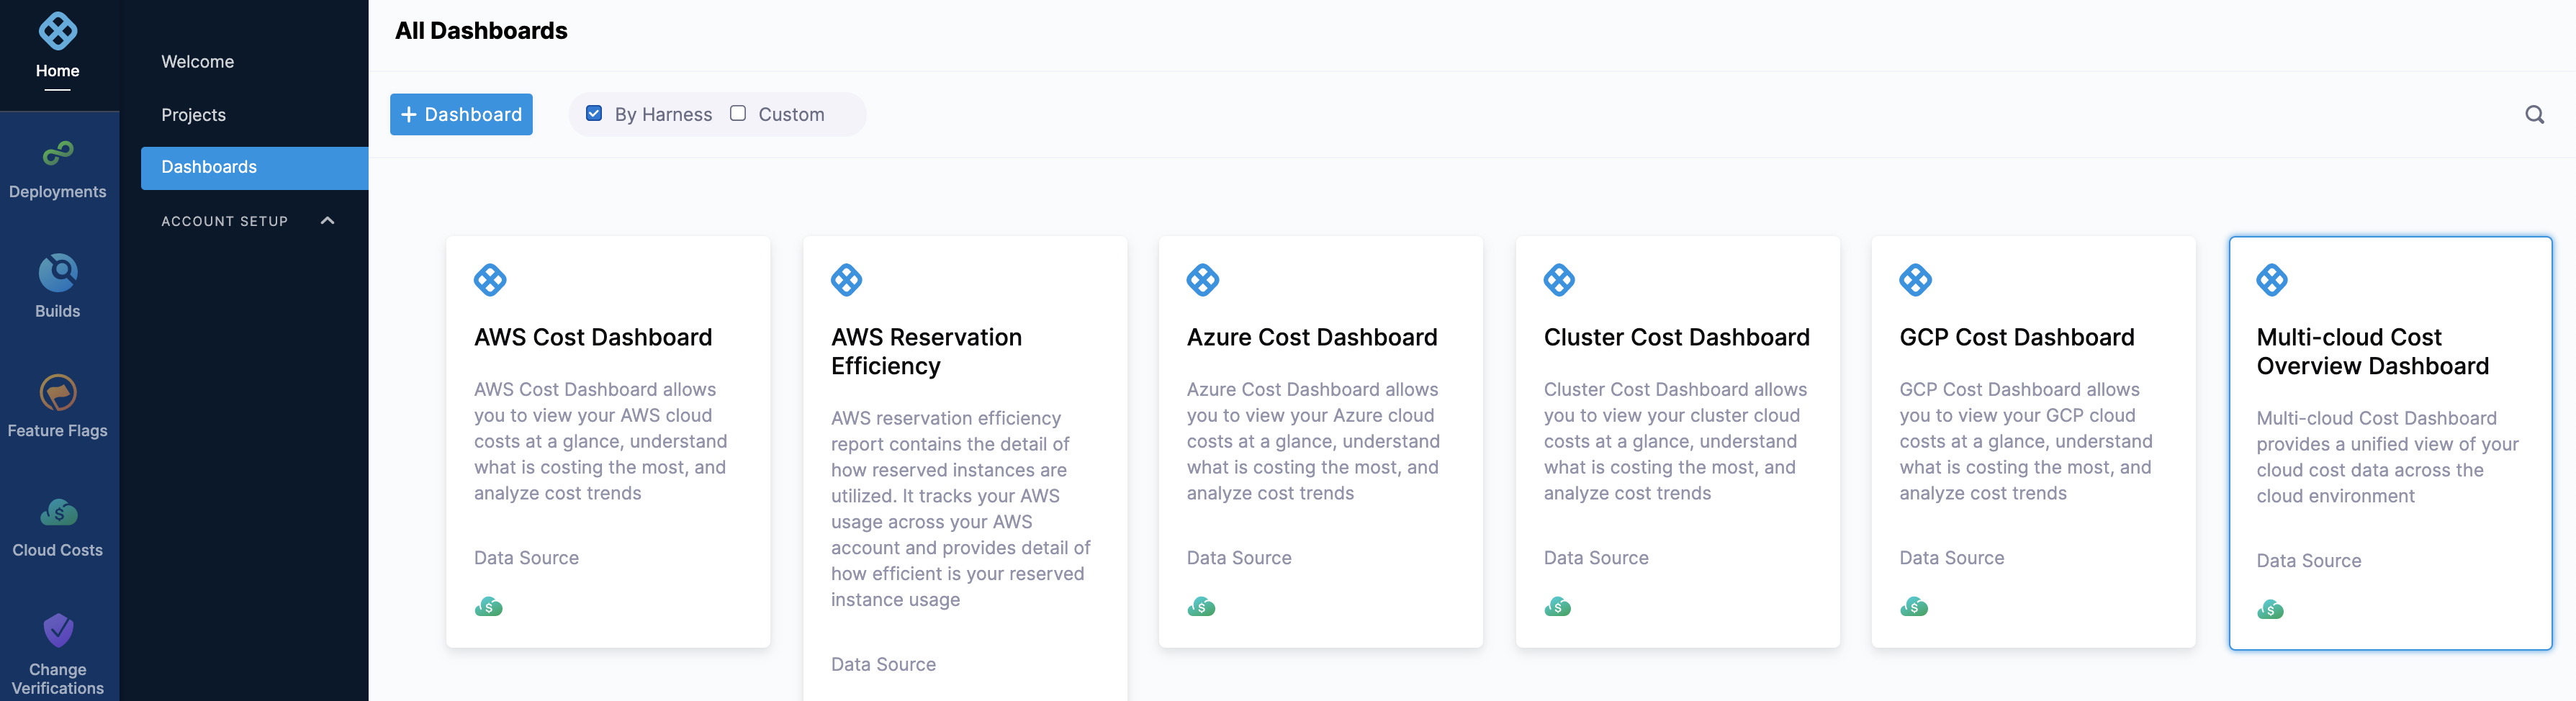 Home
Deployments
Builds
Feature Flags
Cloud Costs
Change
Verifications
Welcome
Projects
Dashboards
ACCOUNT SETUP
All Dashboards
+ Dashboard
By Harness
Custom
AWS Cost Dashboard
AWS Cost Dashboard allows
you to view your AWS cloud
costs at a glance, understand
what is costing the most, and
analyze cost trends
Data Source
$
AWS Reservation
Efficiency
AWS reservation efficiency
report contains the detail of
how reserved instances are
utilized. It tracks your AWS
usage across your AWS
account and provides detail of
how efficient is your reserved
instance usage
Data Source
Azure Cost Dashboard
Azure Cost Dashboard allows
you to view your Azure cloud
costs at a glance, understand
what is costing the most, and
analyze cost trends
Data Source
$
Cluster Cost Dashboard
Cluster Cost Dashboard allows
you to view your cluster cloud
costs at a glance, understand
what is costing the most, and
analyze cost trends
Data Source
$
GCP Cost Dashboard
GCP Cost Dashboard allows
you to view your GCP cloud
costs at a glance, understand
what is costing the most, and
analyze cost trends
Data Source
$
Multi-cloud Cost
Overview Dashboard
Multi-cloud Cost Dashboard
provides a unified view of your
cloud cost data across the
cloud environment
Data Source
$